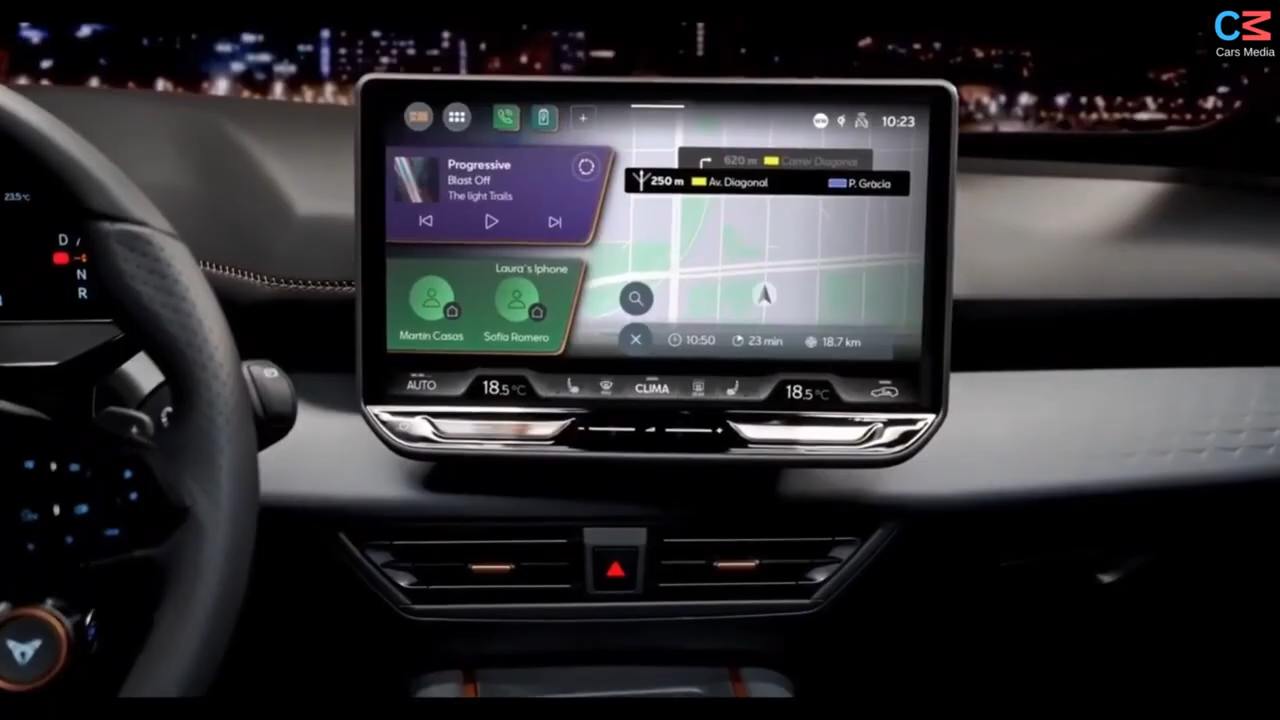 CM
Cars Media
10:23
620 m Carrer Diagonal
Progressive
Blast Off
The light Trails
250 m Av. Diagonal P. Gràcia
23.5°C
D /
N
R
Laura's Iphone
Martin Casas
Sofia Romero
10:50 23 min 18.7 km
AUTO 18.5°C CLIMA 18.5°C